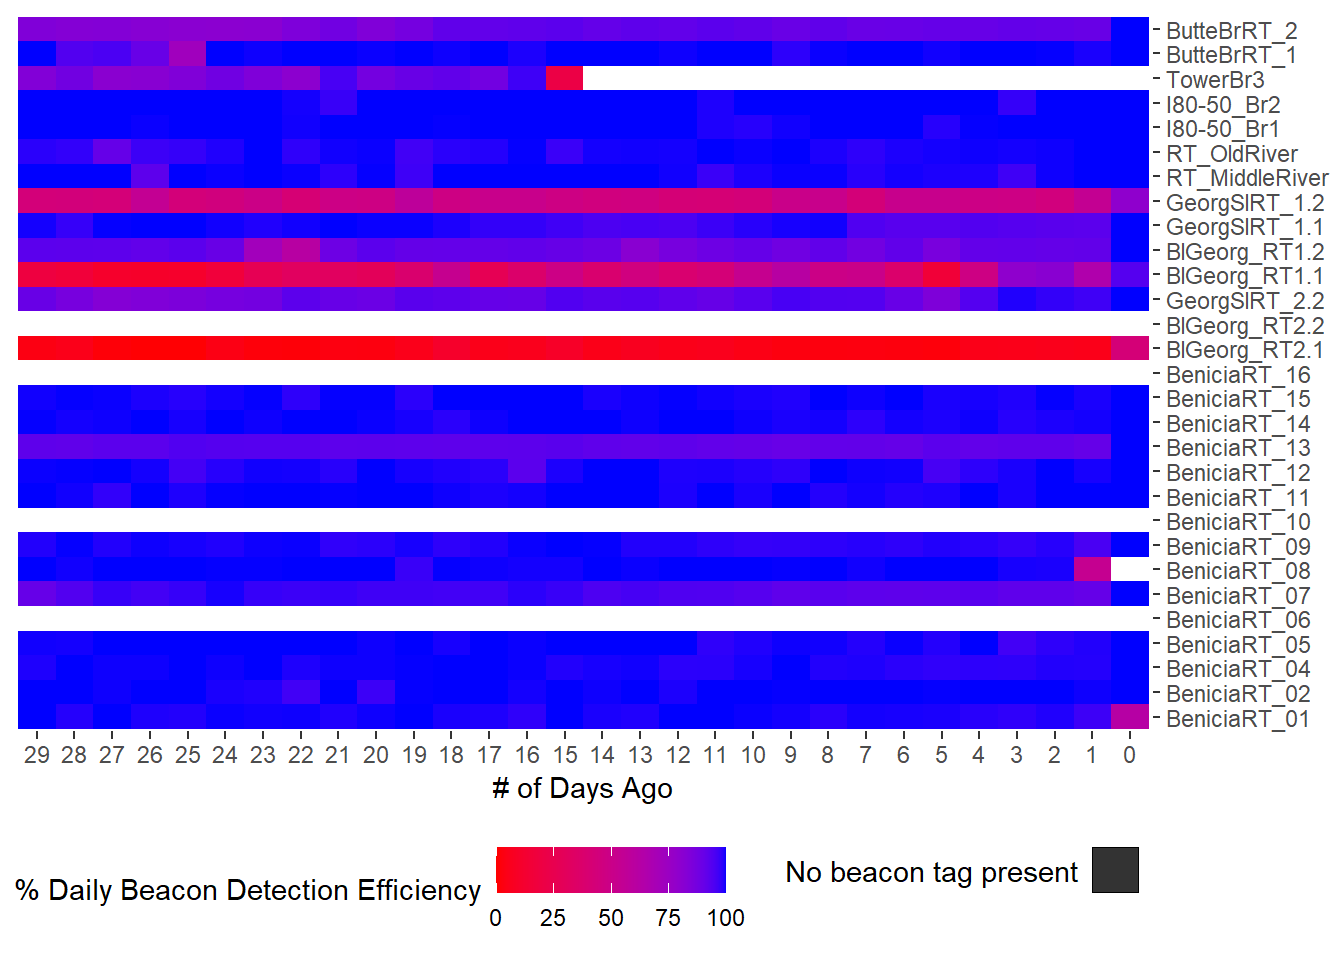 ButteBrRT_2
ButteBrRT_1
TowerBr3
I80-50_Br2
I80-50_Br1
RT_OldRiver
RT_MiddleRiver
GeorgSlRT_1.2
GeorgSlRT_1.1
BlGeorg_RT1.2
BlGeorg_RT1.1
GeorgSlRT_2.2
BlGeorg_RT2.2
BlGeorg_RT2.1
BeniciaRT_16
BeniciaRT_15
BeniciaRT_14
BeniciaRT_13
BeniciaRT_12
BeniciaRT_11
BeniciaRT_10
BeniciaRT_09
BeniciaRT_08
BeniciaRT_07
BeniciaRT_06
BeniciaRT_05
BeniciaRT_04
BeniciaRT_02
BeniciaRT_01
29 28 27 26 25 24 23 22 21 20 19 18 17 16 15 14 13 12 11 10 9 8 7 6 5 4 3 2 1 0
# of Days Ago
% Daily Beacon Detection Efficiency
0 25 50 75 100
No beacon tag present